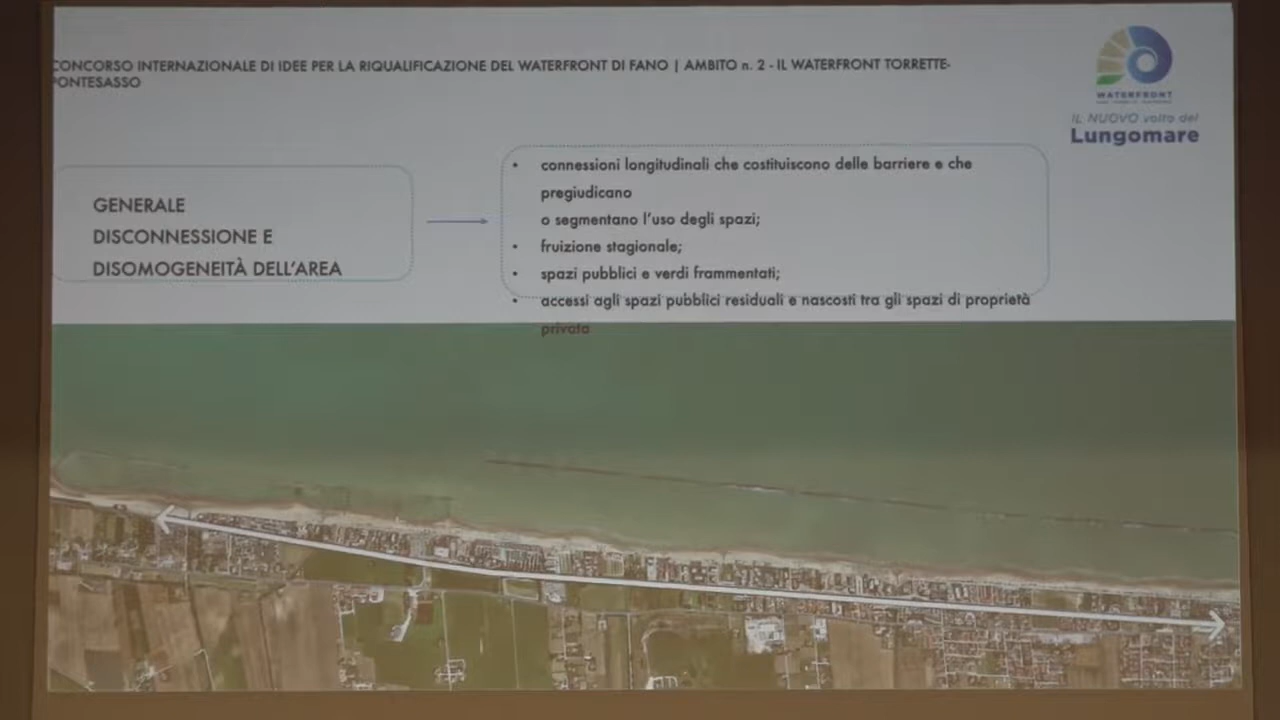 CONCORSO INTERNAZIONALE DI IDEE PER LA RIQUALIFICAZIONE DEL WATERFRONT DI FANO | AMBITO n. 2 - IL WATERFRONT TORRETTE-
PONTESASSO
WATERFRONT
IL NUOVO volto del
Lungomare
GENERALE
DISCONNESSIONE E
DISOMOGENEITÀ DELL'AREA
• connessioni longitudinali che costituiscono delle barriere e che
pregiudicano
o segmentano l'uso degli spazi;
• fruizione stagionale;
• spazi pubblici e verdi frammentati;
• accessi agli spazi pubblici residuali e nascosti tra gli spazi di proprietà
privata